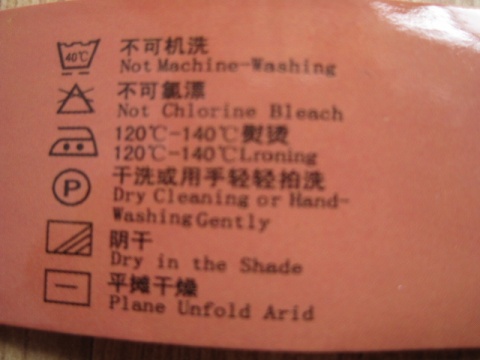 40℃
不可机洗
Not Machine-Washing
不可氯漂
Not Chlorine Bleach
120℃-140℃熨烫
120℃-140℃Lroning
P
干洗或用手轻轻拍洗
Dry Cleaning or Hand-
Washing Gently
阴干
Dry in the Shade
平摊干燥
Plane Unfold Arid